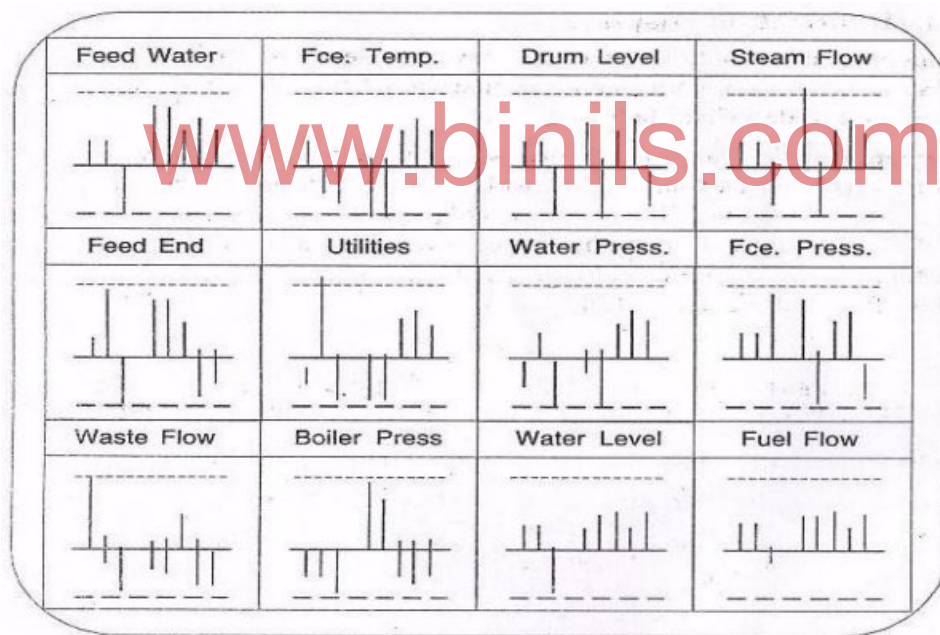 Feed Water Fce. Temp. Drum Level Steam Flow
www.binils.com
Feed End Utilities Water Press. Fce. Press.
Waste Flow Boiler Press Water Level Fuel Flow